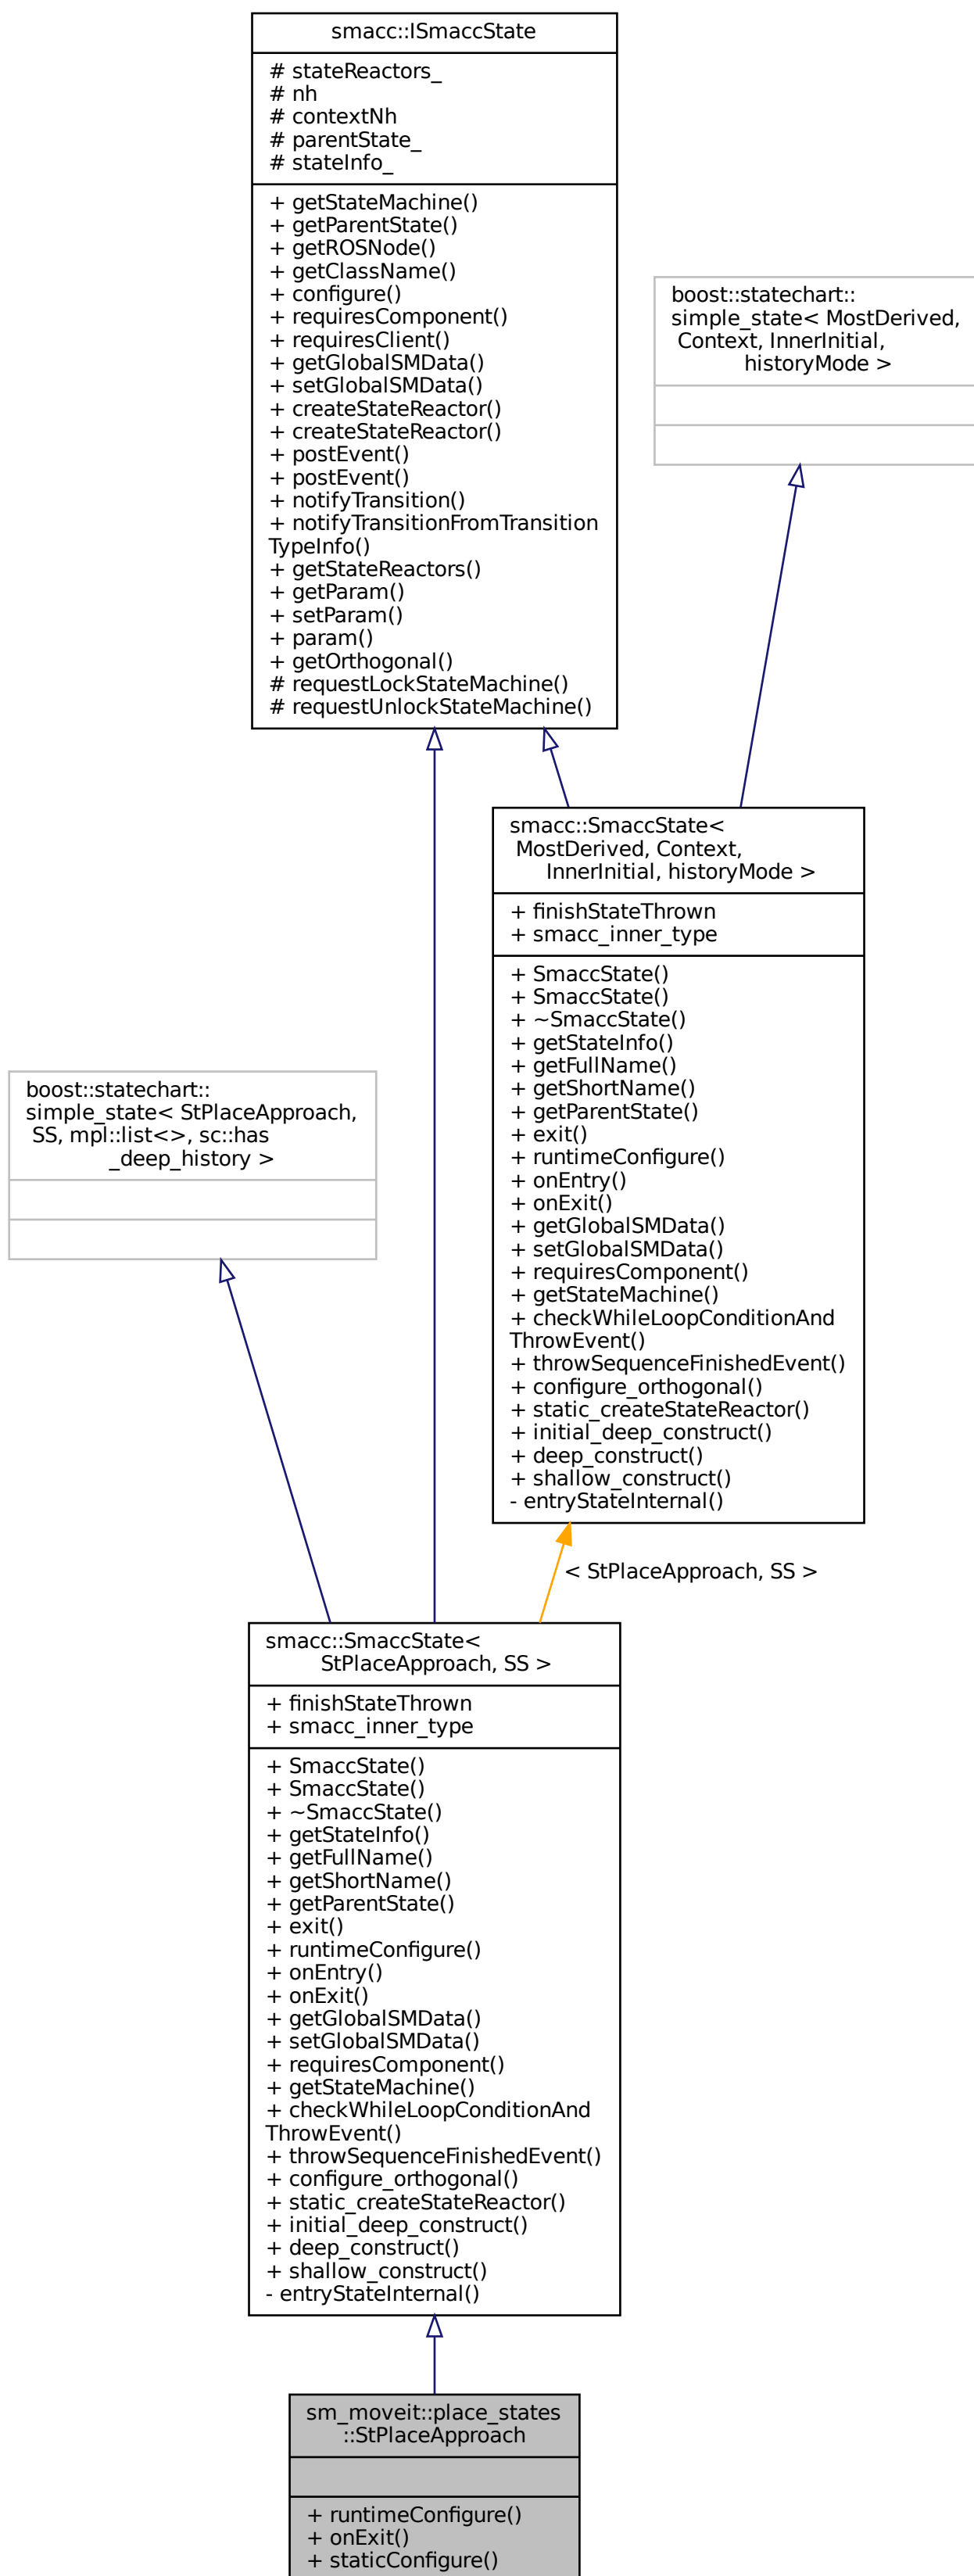 smacc::ISmaccState
# stateReactors_
# nh
# contextNh
# parentState_
# stateInfo_
+ getStateMachine()
+ getParentState()
+ getROSNode()
+ getClassName()
+ configure()
+ requiresComponent()
+ requiresClient()
+ getGlobalSMData()
+ setGlobalSMData()
+ createStateReactor()
+ createStateReactor()
+ postEvent()
+ postEvent()
+ notifyTransition()
+ notifyTransitionFromTransition
TypeInfo()
+ getStateReactors()
+ getParam()
+ setParam()
+ param()
+ getOrthogonal()
# requestLockStateMachine()
# requestUnlockStateMachine()
boost::statechart::
simple_state< MostDerived,
Context, InnerInitial,
historyMode >
smacc::SmaccState<
MostDerived, Context,
InnerInitial, historyMode >
+ finishStateThrown
+ smacc_inner_type
+ SmaccState()
+ SmaccState()
+ ~SmaccState()
+ getStateInfo()
+ getFullName()
+ getShortName()
+ getParentState()
+ exit()
+ runtimeConfigure()
+ onEntry()
+ onExit()
+ getGlobalSMData()
+ setGlobalSMData()
+ requiresComponent()
+ getStateMachine()
+ checkWhileLoopConditionAnd
ThrowEvent()
+ throwSequenceFinishedEvent()
+ configure_orthogonal()
+ static_createStateReactor()
+ initial_deep_construct()
+ deep_construct()
+ shallow_construct()
- entryStateInternal()
boost::statechart::
simple_state< StPlaceApproach,
SS, mpl::list<>, sc::has
_deep_history >
< StPlaceApproach, SS >
smacc::SmaccState<
StPlaceApproach, SS >
+ finishStateThrown
+ smacc_inner_type
+ SmaccState()
+ SmaccState()
+ ~SmaccState()
+ getStateInfo()
+ getFullName()
+ getShortName()
+ getParentState()
+ exit()
+ runtimeConfigure()
+ onEntry()
+ onExit()
+ getGlobalSMData()
+ setGlobalSMData()
+ requiresComponent()
+ getStateMachine()
+ checkWhileLoopConditionAnd
ThrowEvent()
+ throwSequenceFinishedEvent()
+ configure_orthogonal()
+ static_createStateReactor()
+ initial_deep_construct()
+ deep_construct()
+ shallow_construct()
- entryStateInternal()
sm_moveit::place_states
::StPlaceApproach
+ runtimeConfigure()
+ onExit()
+ staticConfigure()